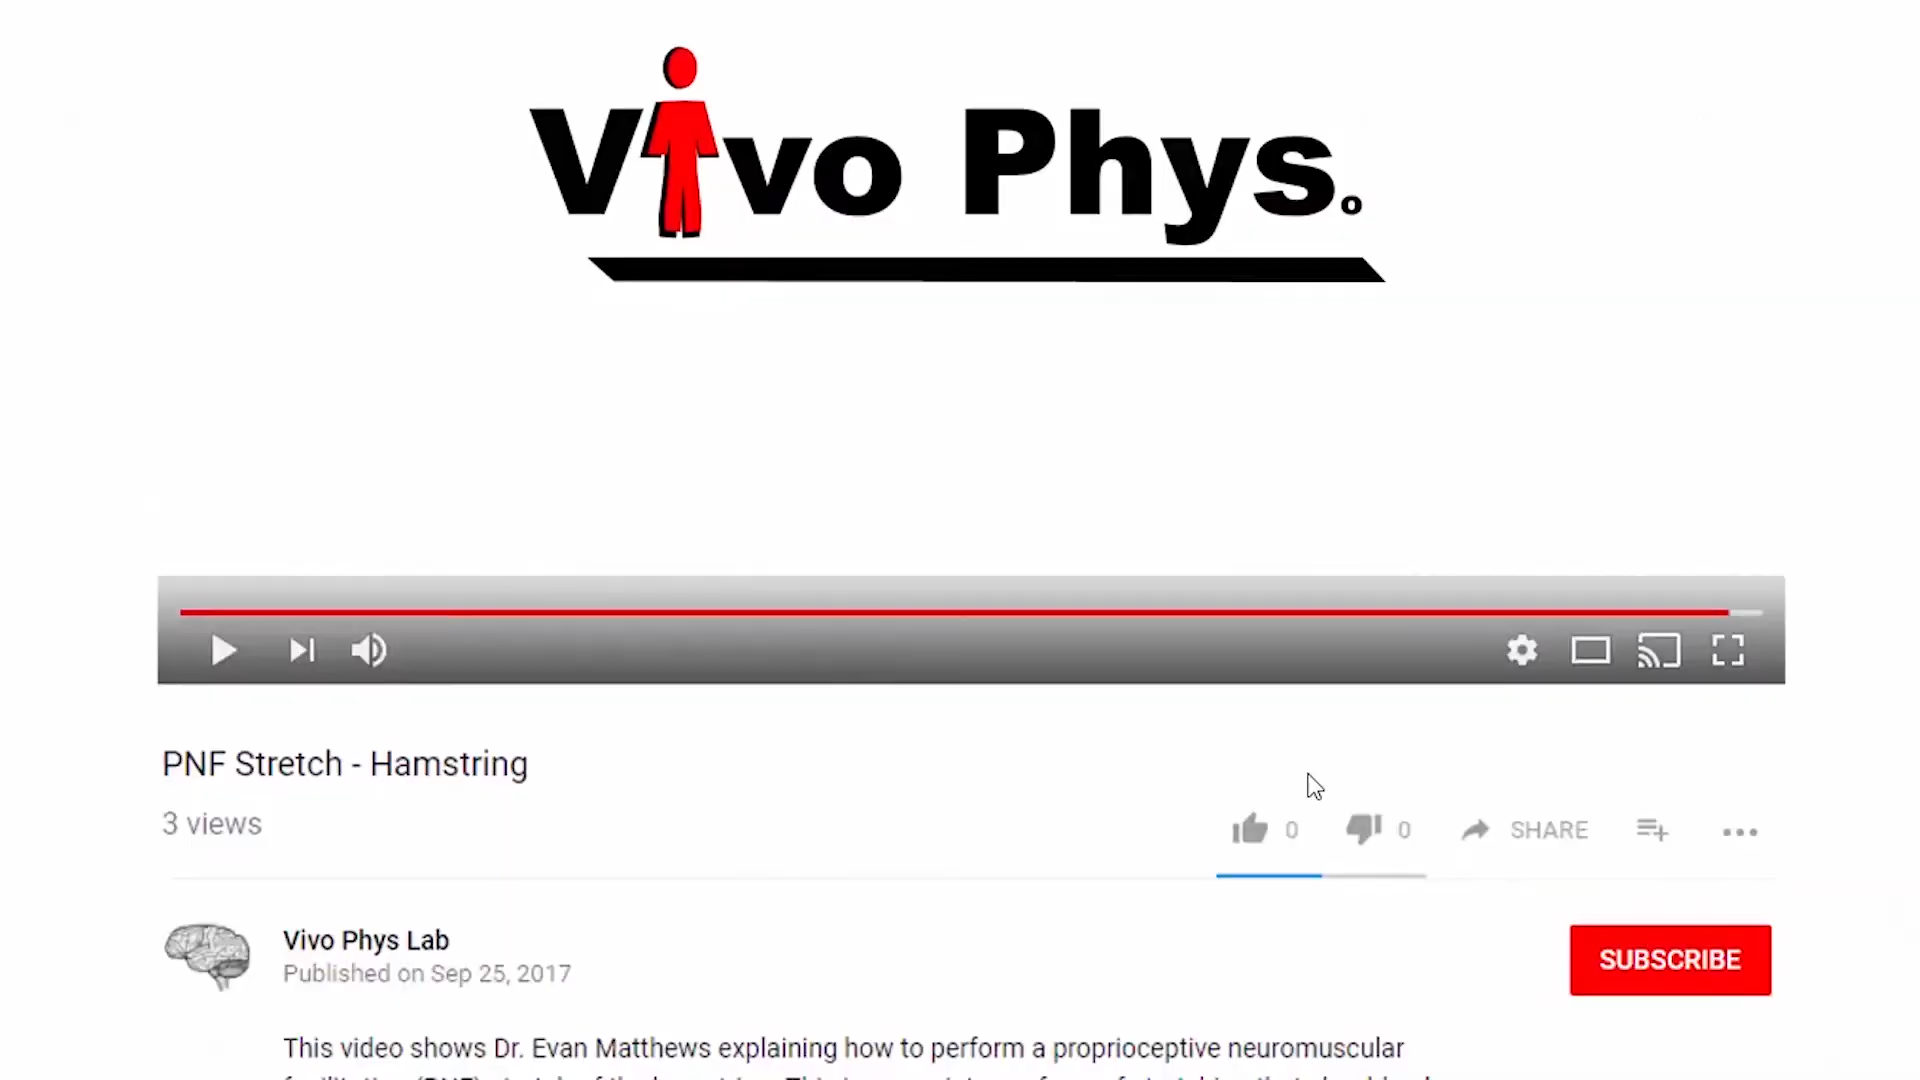 Vivo Phys.
PNF Stretch - Hamstring
3 views
0 0 SHARE
Vivo Phys Lab
Published on Sep 25, 2017
SUBSCRIBE
This video shows Dr. Evan Matthews explaining how to perform a proprioceptive neuromuscular